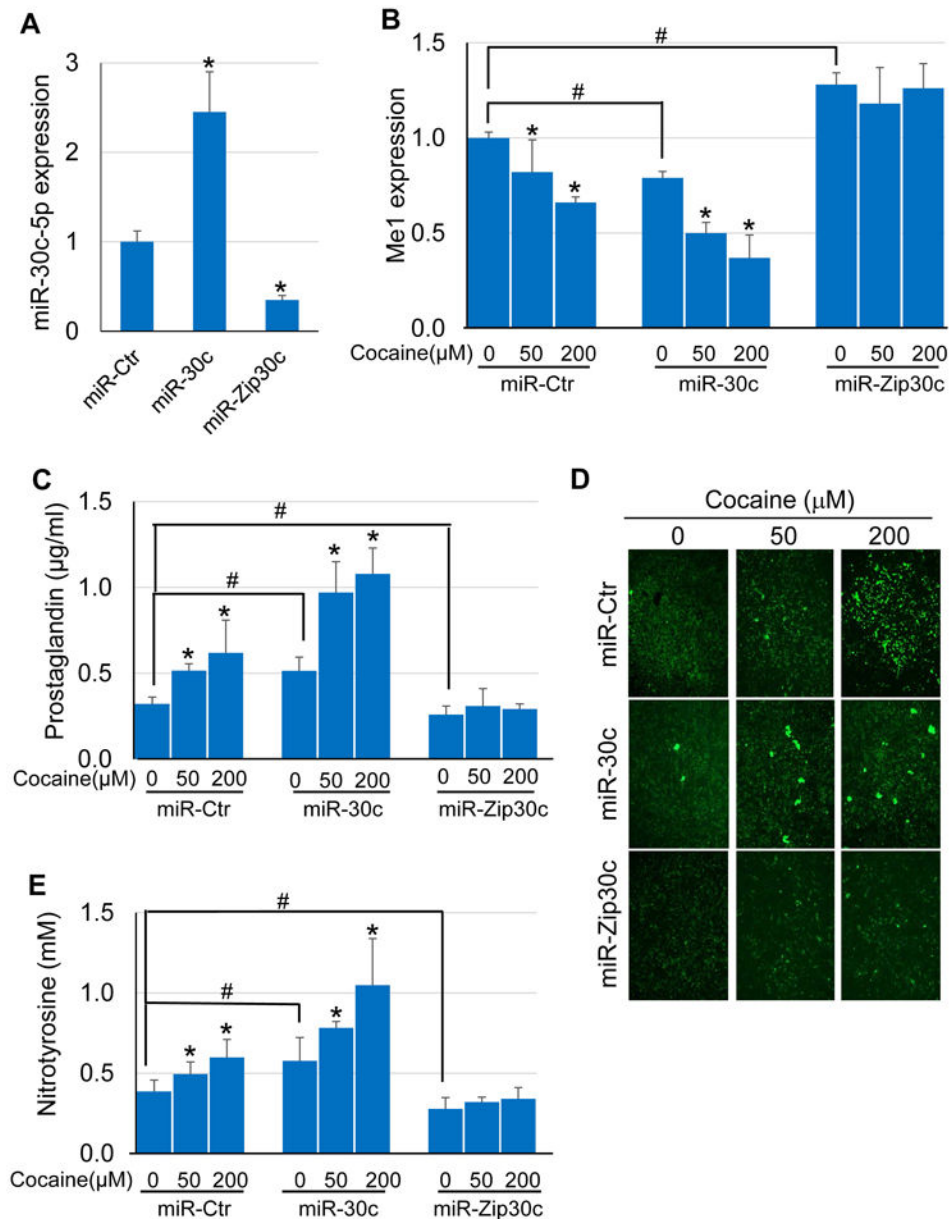 A
miR-30c-5p expression
3
2
1
0
*
*
miR-Ctr
miR-30c
miR-Zip30c
B
Me1 expression
1.5
1.0
0.5
0.0
#
#
*
*
*
*
Cocaine(µM) 0 50 200 0 50 200 0 50 200
miR-Ctr miR-30c miR-Zip30c
C
Prostaglandin (µg/ml)
1.5
1.0
0.5
0.0
#
#
*
*
*
*
Cocaine(µM) 0 50 200 0 50 200 0 50 200
miR-Ctr miR-30c miR-Zip30c
D
Cocaine (µM)
0 50 200
miR-Ctr
miR-30c
miR-Zip30c
E
Nitrotyrosine (mM)
1.5
1.0
0.5
0.0
#
#
*
*
*
*
Cocaine(µM) 0 50 200 0 50 200 0 50 200
miR-Ctr miR-30c miR-Zip30c